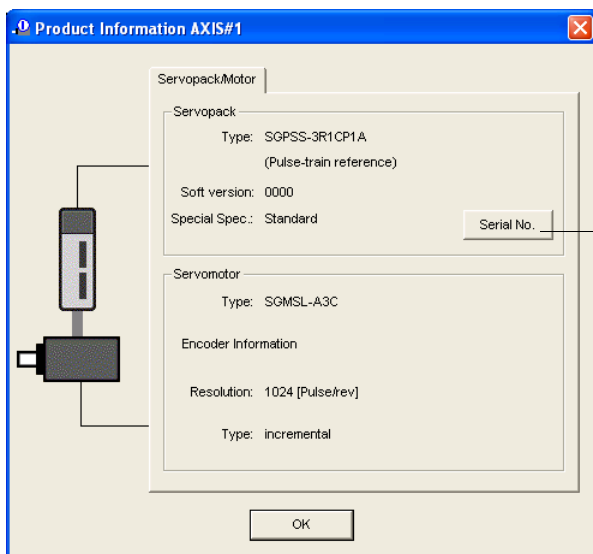 Product Information AXIS#1
Servopack/Motor
Servopack
Type: SGPSS-3R1CP1A
(Pulse-train reference)
Soft version: 0000
Special Spec.: Standard
Serial No.
Servomotor
Type: SGMSL-A3C
Encoder Information
Resolution: 1024 [Pulse/rev]
Type: incremental
OK